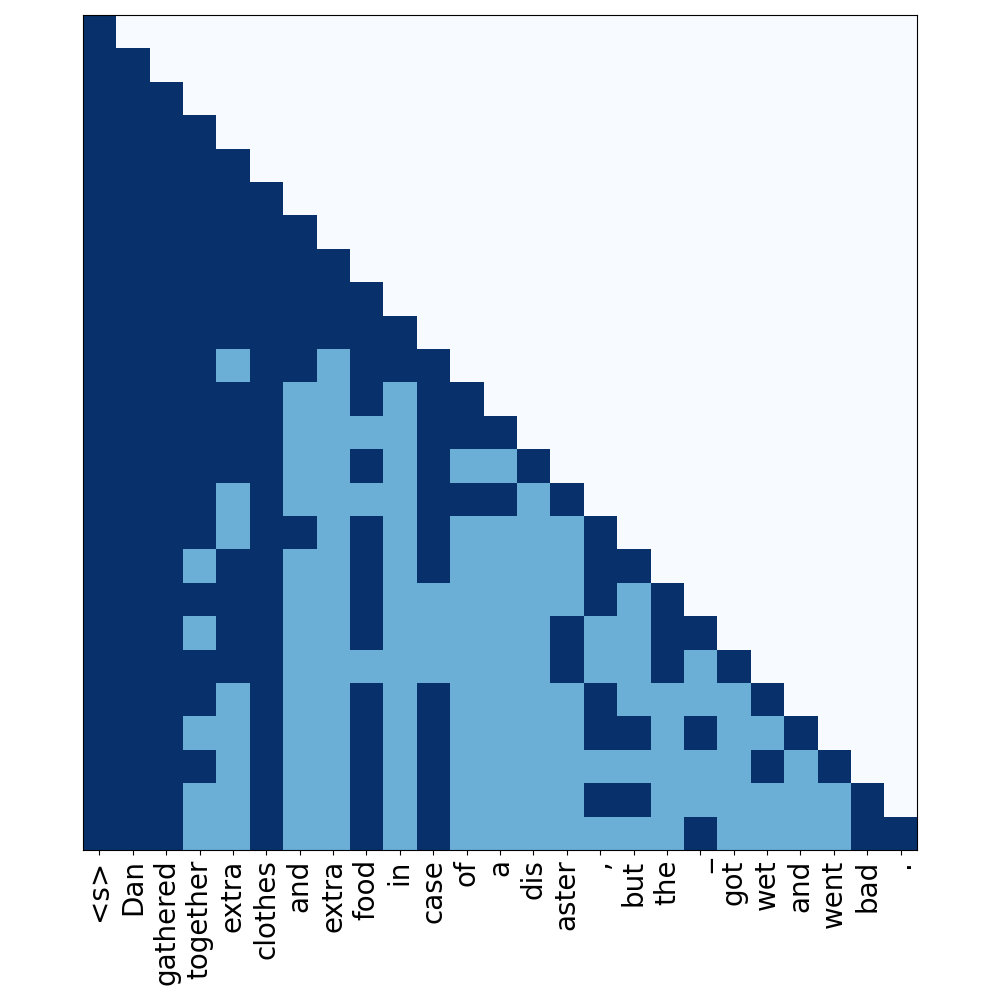 <s>
Dan
gathered
together
extra
clothes
and
extra
food
in
case
of
a
dis
aster
,
but
the
_
got
wet
and
went
bad
.